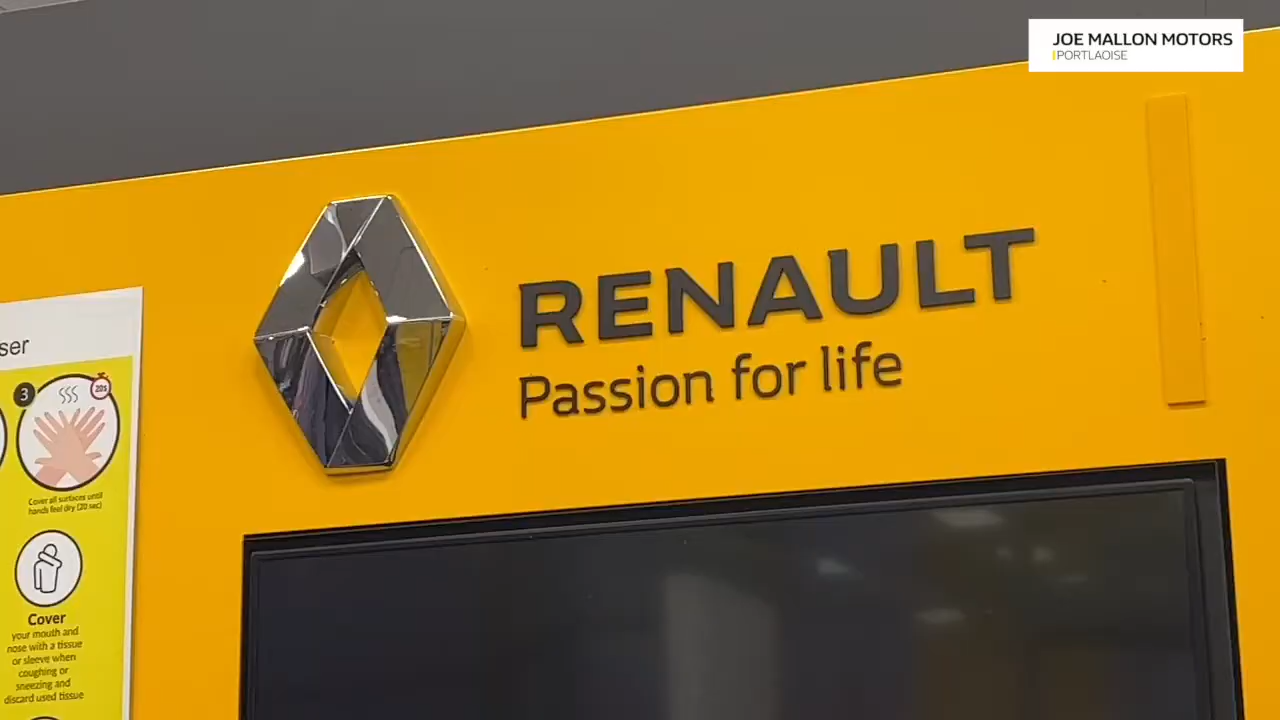 JOE MALLON MOTORS
PORTLAOISE
RENAULT
Passion for life
ser
3
20s
Cover all surfaces until
hands feel dry (20 sec)
Cover
your mouth and
nose with a tissue
or sleeve when
coughing or
sneezing and
discard used tissue